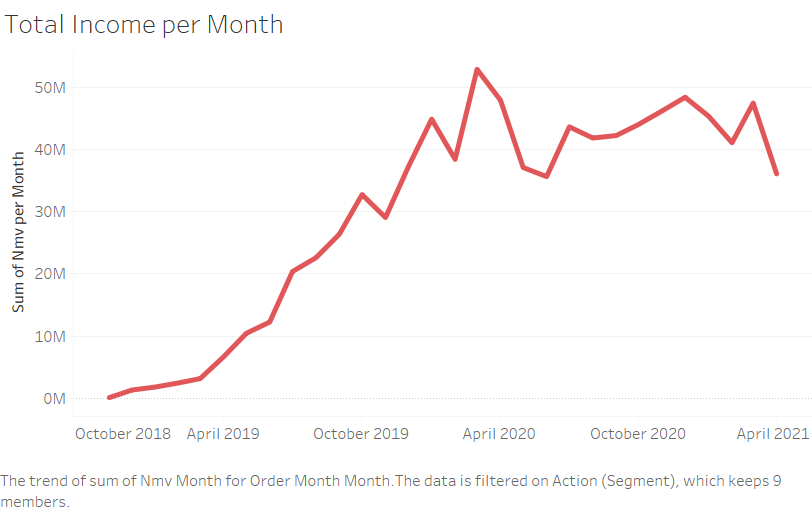 Total Income per Month
Sum of Nmv per Month
50M
40M
30M
20M
10M
0M
October 2018 April 2019 October 2019 April 2020 October 2020 April 2021
The trend of sum of Nmv Month for Order Month Month.The data is filtered on Action (Segment), which keeps 9
members.